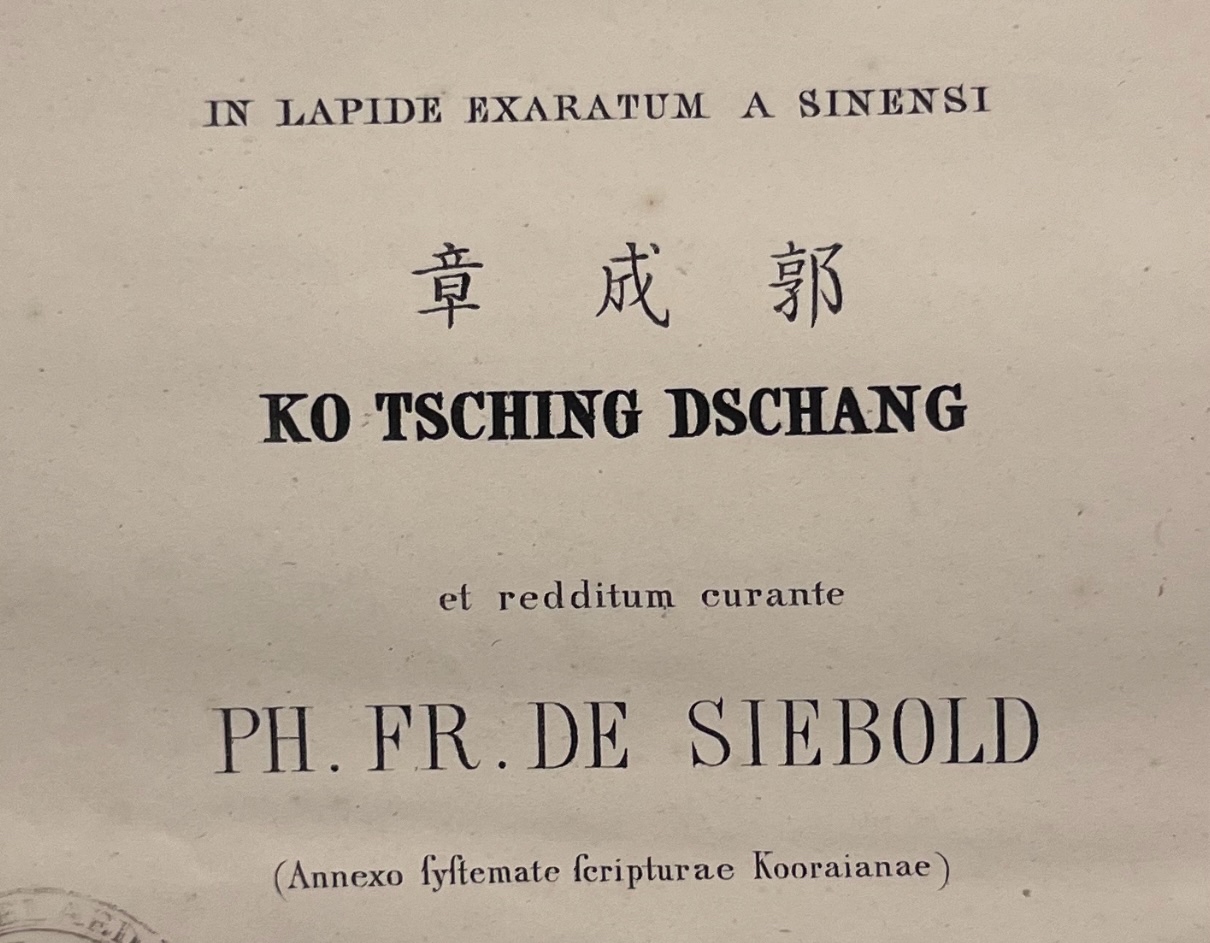 IN LAPIDE EXARATUM A SINENSI
章 成 郭
KO TSCHING DSCHANG
et redditum curante
PH. FR. DE SIEBOLD
(Annexo ſyſtemate ſcripturae Kooraianae)